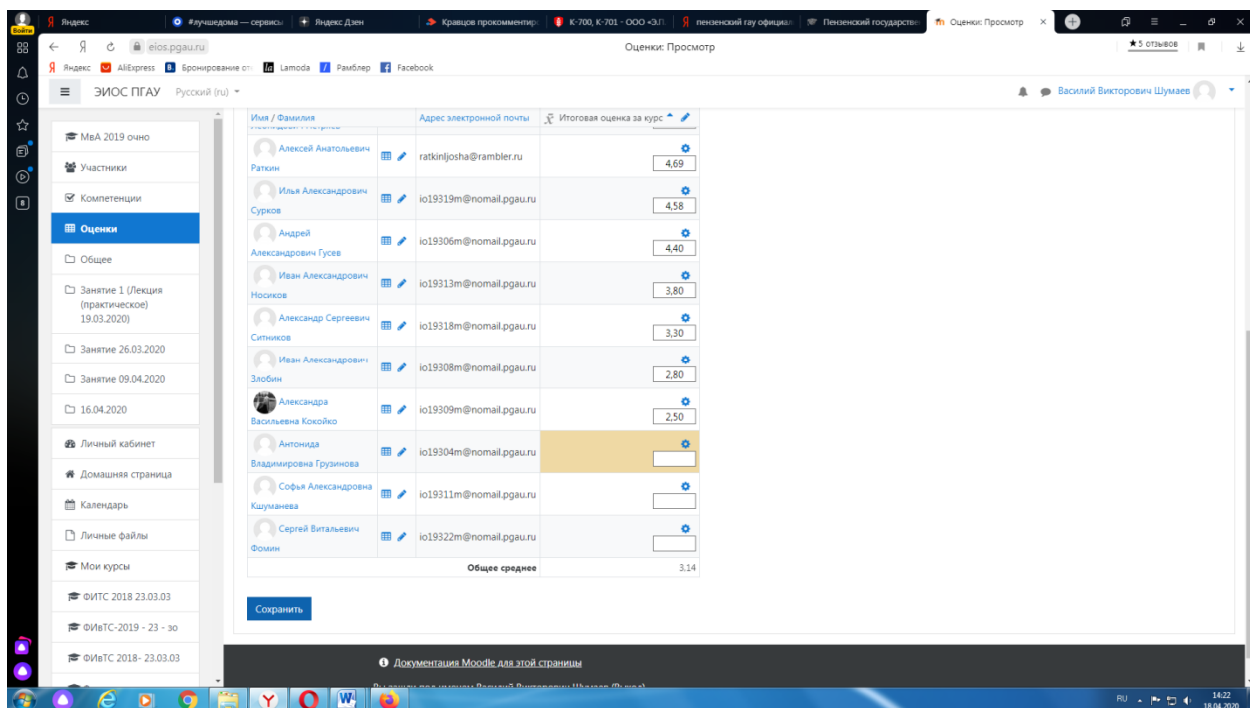 Яндекс
#лучшедома — сервисы
Яндекс Дзен
Кравцов прокомментир
К-700, К-701 - ООО «Э.П.
пензенский гау официал
Пензенский государстве
Оценки: Просмотр
Войти
eios.pgau.ru
Оценки: Просмотр
★5 отзывов
Яндекс AliExpress Бронирование от Lamoda Рамблер Facebook
ЭИОС ПГАУ Русский (ru)
Василий Викторович Шумаев
МвА 2019 очно
Участники
Компетенции
Оценки
Общее
Занятие 1 (Лекция
(практическое)
19.03.2020)
Занятие 26.03.2020
Занятие 09.04.2020
16.04.2020
Личный кабинет
Домашняя страница
Календарь
Личные файлы
Мои курсы
ФИТС 2018 23.03.03
ФИвТС-2019 - 23 - зо
ФИвТС 2018- 23.03.03
Имя / Фамилия Адрес электронной почты Итоговая оценка за курс
Алексей Анатольевич
Раткин
ratkinljosha@rambler.ru
4,69
Илья Александрович
Сурков
io19319m@nomail.pgau.ru
4,58
Андрей
Александрович Гусев
io19306m@nomail.pgau.ru
4,40
Иван Александрович
Носиков
io19313m@nomail.pgau.ru
3,80
Александр Сергеевич
Ситников
io19318m@nomail.pgau.ru
3,30
Иван Александрович
Злобин
io19308m@nomail.pgau.ru
2,80
Александра
Васильевна Кокойко
io19309m@nomail.pgau.ru
2,50
Антонида
Владимировна Грузинова
io19304m@nomail.pgau.ru
Софья Александровна
Кшуманева
io19311m@nomail.pgau.ru
Сергей Витальевич
Фомин
io19322m@nomail.pgau.ru
Общее среднее 3,14
Сохранить
Документация Moodle для этой страницы
Вы зашли под именем Василий Викторович Шумаев (Выход)
RU
14:22
18.04.2020